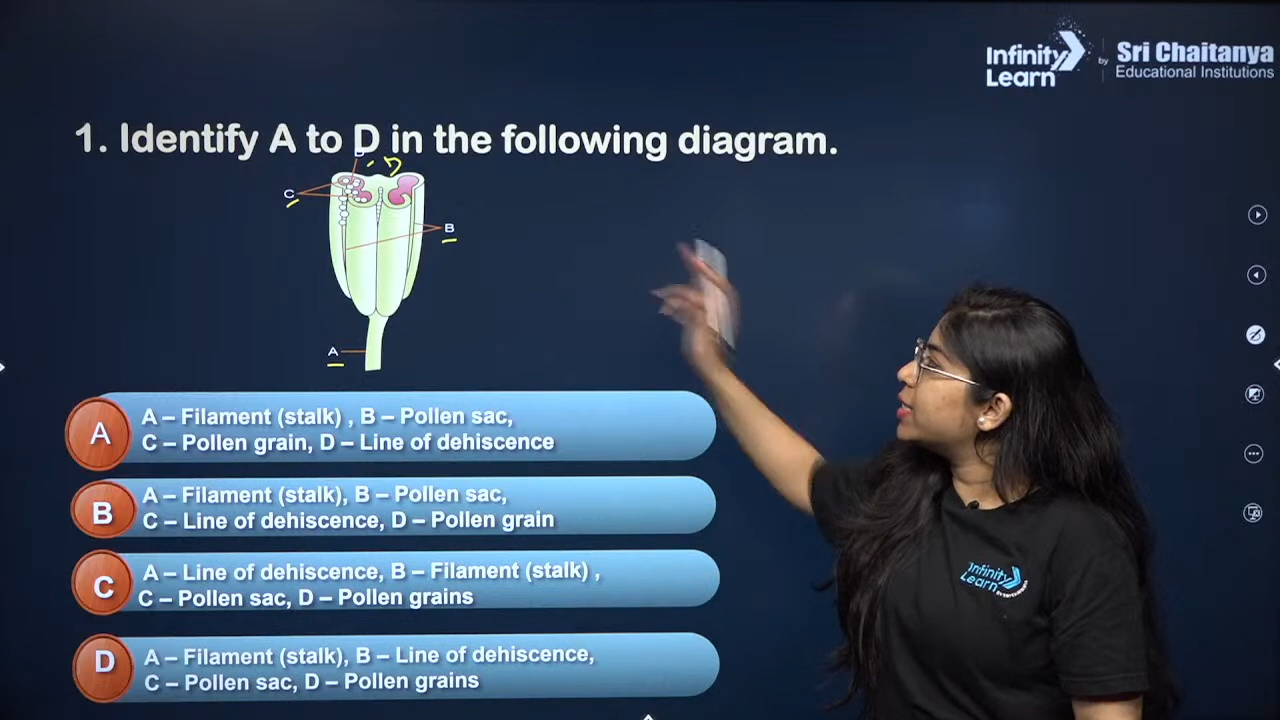 Infinity Learn
by
Sri Chaitanya
Educational Institutions
1. Identify A to D in the following diagram.
D
D
C
B
A
A
A – Filament (stalk) , B – Pollen sac,
C – Pollen grain, D – Line of dehiscence
B
A – Filament (stalk), B – Pollen sac,
C – Line of dehiscence, D – Pollen grain
C
A – Line of dehiscence, B – Filament (stalk) ,
C – Pollen sac, D – Pollen grains
D
A – Filament (stalk), B – Line of dehiscence,
C – Pollen sac, D – Pollen grains
Infinity
Learn